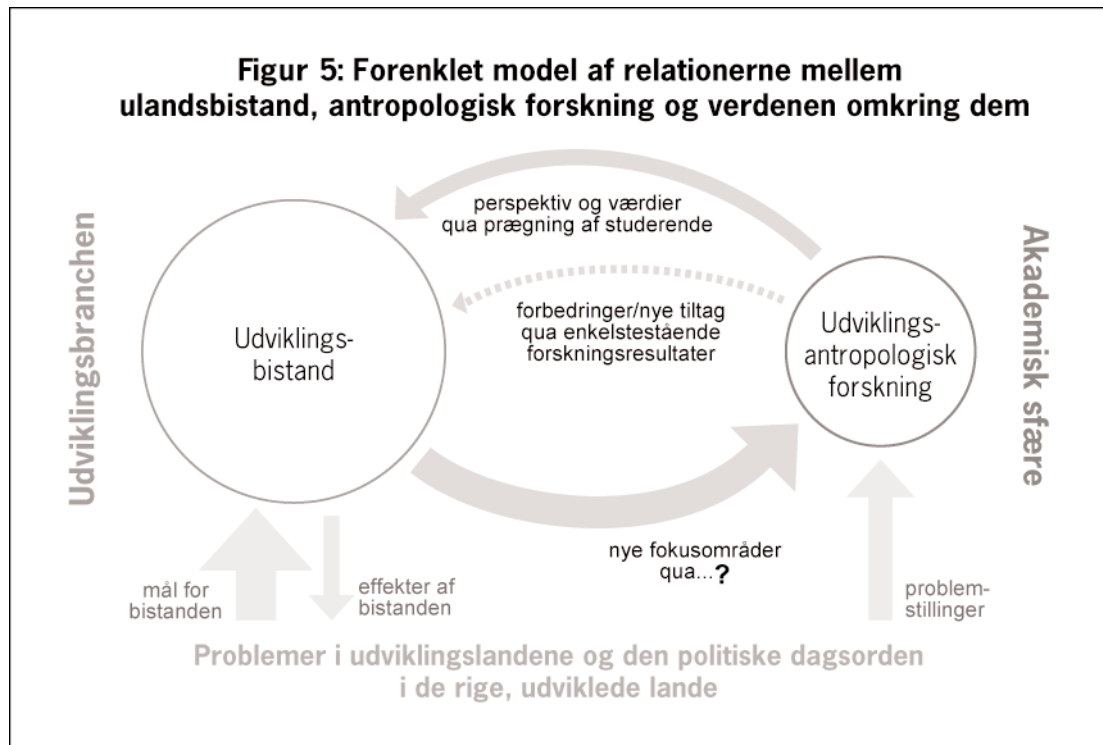 Figur 5: Forenklet model af relationerne mellem
ulandsbistand, antropologisk forskning og verdenen omkring dem
Udviklingsbranchen
perspektiv og værdier
qua prægning af studerende
forbedringer/nye tiltag
qua enkelstestående
forskningsresultater
Udviklings-
bistand
Udviklings-
antropologisk
forskning
Akademisk sfære
nye fokusområder
qua...?
mål for
bistanden
effekter af
bistanden
problem-
stillinger
Problemer i udviklingslandene og den politiske dagsorden
i de rige, udviklede lande